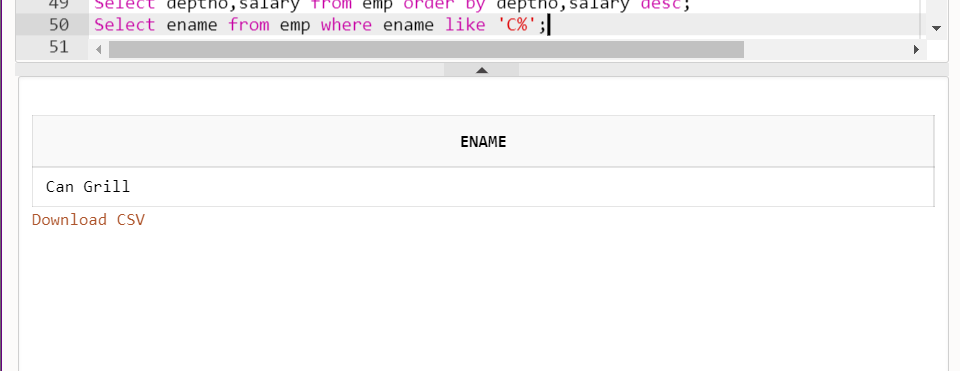 49 Select deptno,salary from emp order by deptno,salary desc;
50 Select ename from emp where ename like 'C%';
51
ENAME
Can Grill
Download CSV